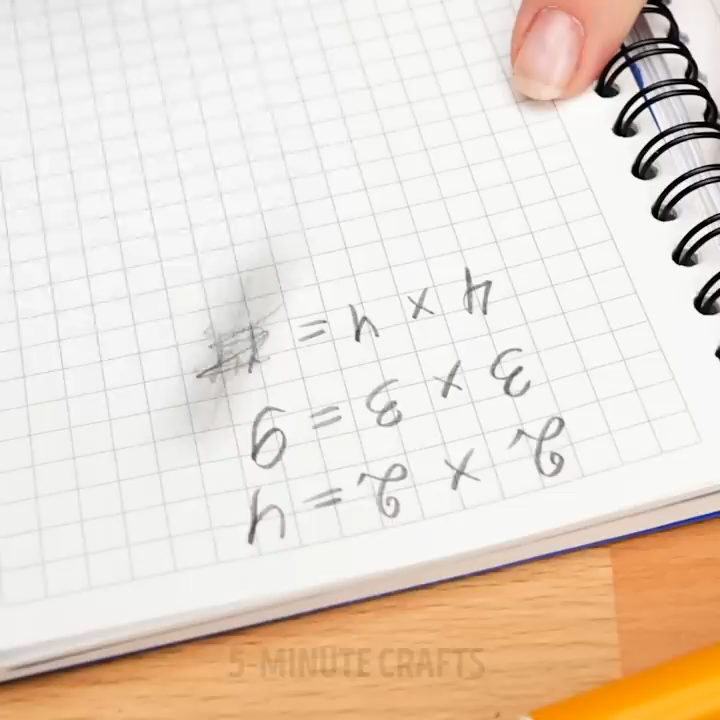 2 x 2 = 4
3 x 3 = 9
4 x 4 =
5-MINUTE CRAFTS